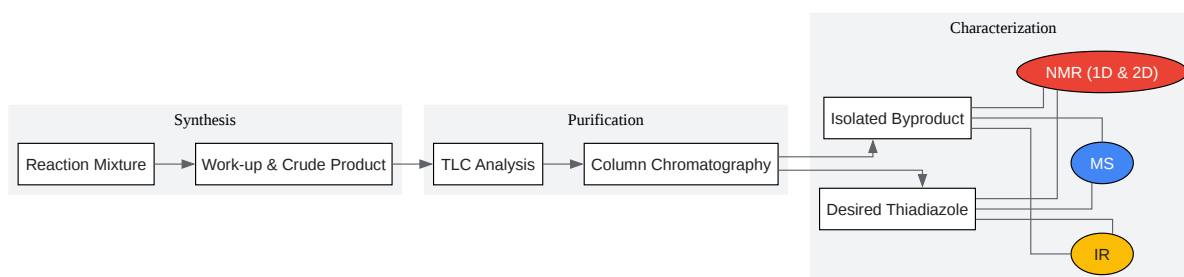 Characterization
NMR (1D & 2D)
Isolated Byproduct
Synthesis
Purification
Reaction Mixture
Work-up & Crude Product
TLC Analysis
Column Chromatography
MS
Desired Thiadiazole
IR